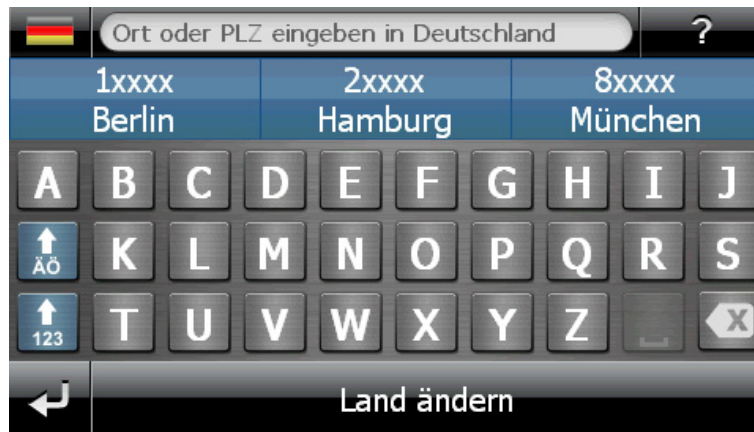 Ort oder PLZ eingeben in Deutschland ?
1xxxx 2xxxx 8xxxx
Berlin Hamburg München
A B C D E F G H I J
ÄÖ K L M N O P Q R S
123 T U V W X Y Z X
Land ändern